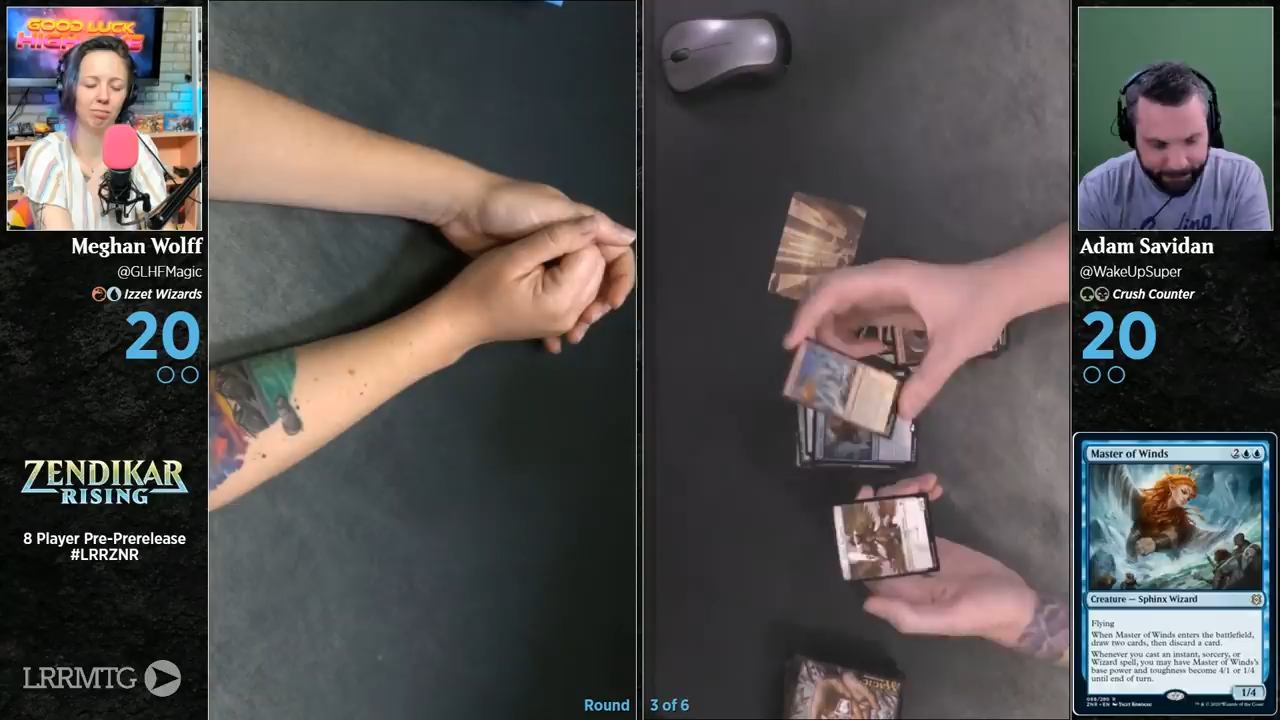 GOOD LUCK
HIGH FIVE
Meghan Wolff
@GLHFMagic
Izzet Wizards
20
ZENDIKAR
RISING
8 Player Pre-Prerelease
#LRRZNR
LRRMTG
Round 3 of 6
Adam Savidan
@WakeUpSuper
Crush Counter
20
Master of Winds 2
Creature — Sphinx Wizard
Flying
When Master of Winds enters the battlefield,
draw two cards, then discard a card.
Whenever you cast an instant, sorcery, or
Wizard spell, you may have Master of Winds's
base power and toughness become 4/1 or 1/4
until end of turn.
1/4